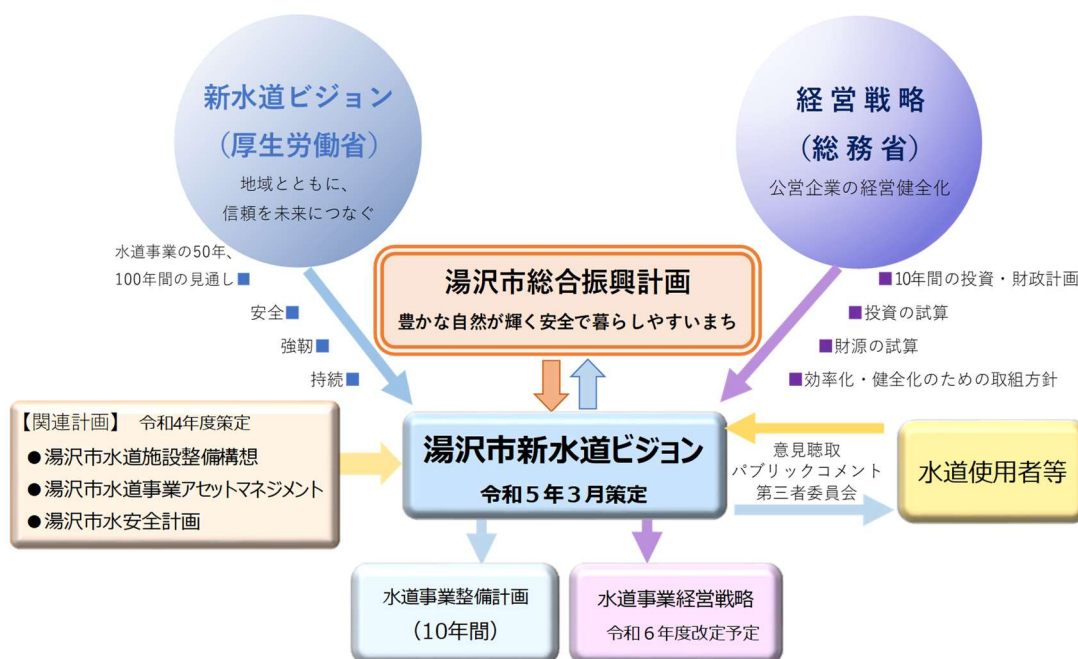 新水道ビジョン
（厚生労働省）
地域とともに、
信頼を未来につなぐ
経営戦略
（総務省）
公営企業の経営健全化
水道事業の50年、
100年間の見通し■
安全■
強靭■
持続■
湯沢市総合振興計画
豊かな自然が輝く安全で暮らしやすいまち
■10年間の投資・財政計画
■投資の試算
■財源の試算
■効率化・健全化のための取組方針
【関連計画】 令和4年度策定
●湯沢市水道施設整備構想
●湯沢市水道事業アセットマネジメント
●湯沢市水安全計画
湯沢市新水道ビジョン
令和５年３月策定
意見聴取
パブリックコメント
第三者委員会
水道使用者等
水道事業整備計画
（10年間）
水道事業経営戦略
令和６年度改定予定